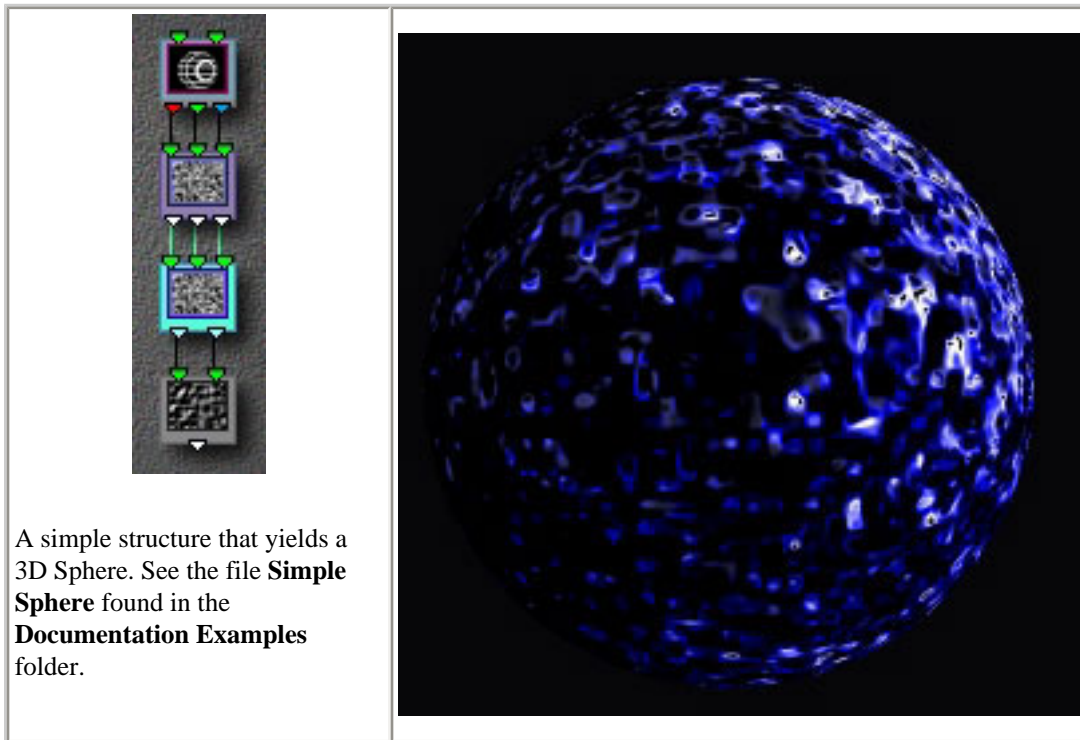 A simple structure that yields a
3D Sphere. See the file Simple
Sphere found in the
Documentation Examples
folder.